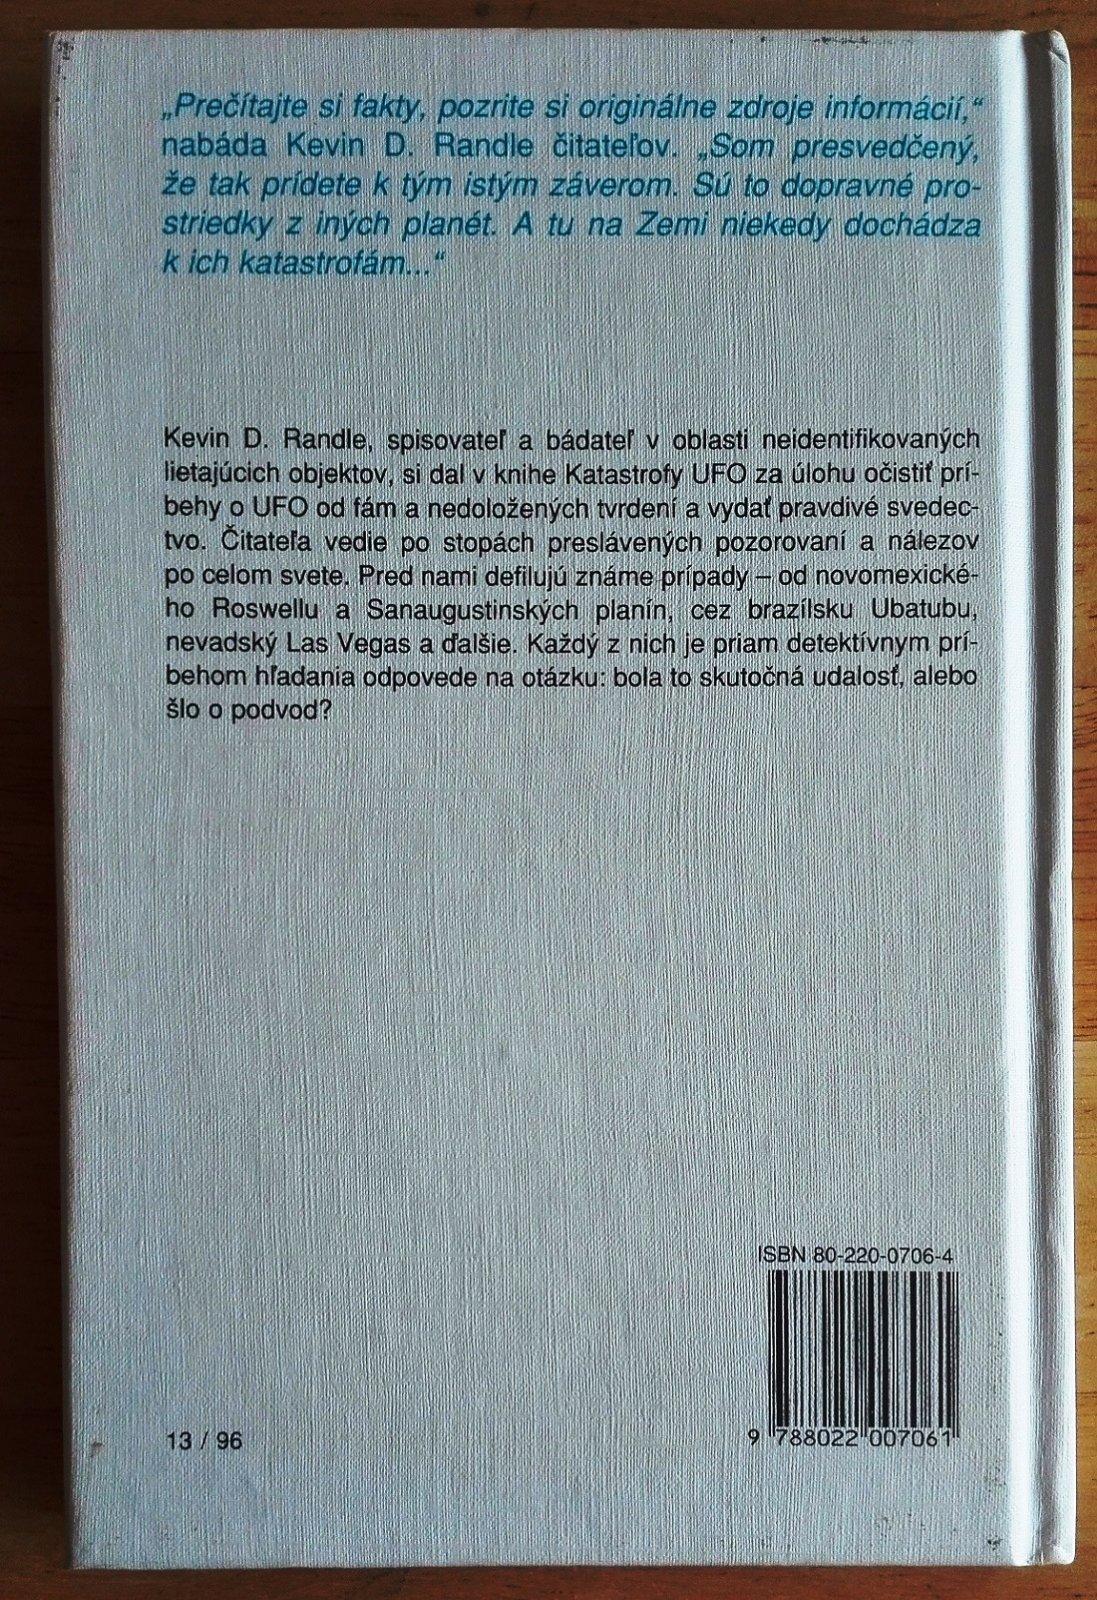 „Prečítajte si fakty, pozrite si originálne zdroje informácií,“
nabáda Kevin D. Randle čitateľov. „Som presvedčený,
že tak prídete k tým istým záverom. Sú to dopravné pro-
striedky z iných planét. A tu na Zemi niekedy dochádza
k ich katastrofám...“
Kevin D. Randle, spisovateľ a bádateľ v oblasti neidentifikovaných
lietajúcich objektov, si dal v knihe Katastrofy UFO za úlohu očistiť prí-
behy o UFO od fám a nedoložených tvrdení a vydať pravdivé svedec-
tvo. Čitateľa vedie po stopách preslávených pozorovaní a nálezov
po celom svete. Pred nami defilujú známe prípady – od novomexické-
ho Roswellu a Sanaugustinských planín, cez brazílsku Ubatubu,
nevadský Las Vegas a ďalšie. Každý z nich je priam detektívnym prí-
behom hľadania odpovede na otázku: bola to skutočná udalosť, alebo
šlo o podvod?
ISBN 80-220-0706-4
13 / 96
9 788022 007061